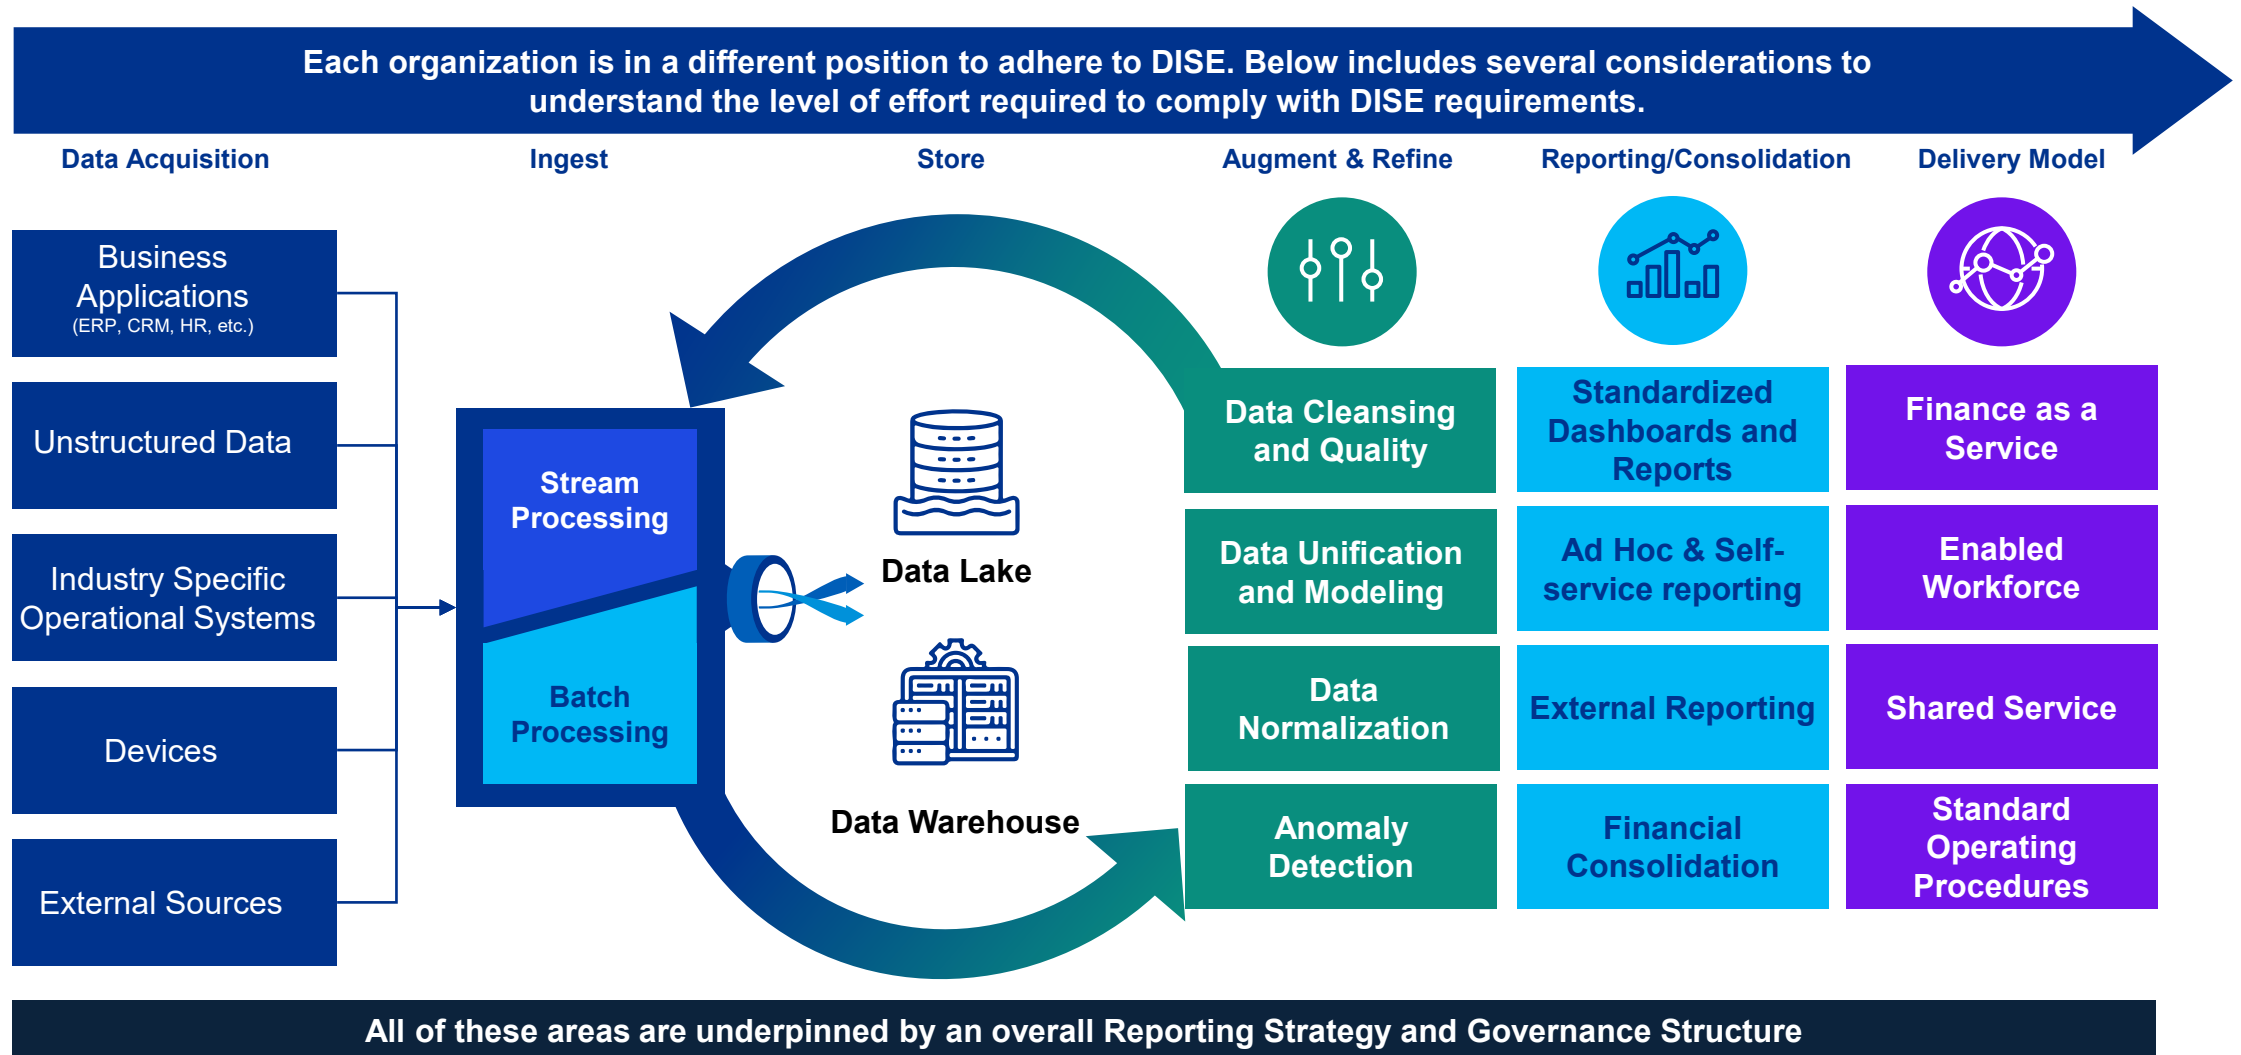 Each organization is in a different position to adhere to DISE. Below includes several considerations to
understand the level of effort required to comply with DISE requirements.
Data Acquisition
Ingest
Store
Augment & Refine
Reporting/Consolidation
Delivery Model
Business
Applications
(ERP, CRM, HR, etc.)
Unstructured Data
Industry Specific
Operational Systems
Devices
External Sources
Stream
Processing
Batch
Processing
Data Lake
Data Warehouse
Data Cleansing
and Quality
Data Unification
and Modeling
Data
Normalization
Anomaly
Detection
Standardized
Dashboards and
Reports
Ad Hoc & Self-
service reporting
External Reporting
Financial
Consolidation
Finance as a
Service
Enabled
Workforce
Shared Service
Standard
Operating
Procedures
All of these areas are underpinned by an overall Reporting Strategy and Governance Structure